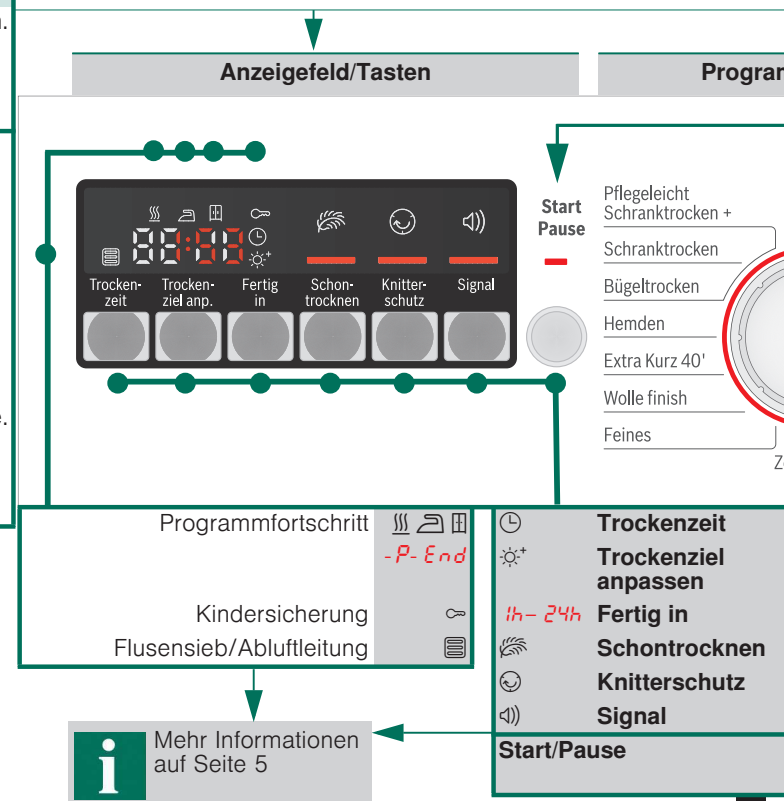 Anzeigefeld/Tasten
Start
Pause
88:88
Trocken-
zeit
Trocken-
ziel anp.
Fertig
in
Schon-
trocknen
Knitter-
schutz
Signal
Pflegeleicht
Schranktrocken +
Schranktrocken
Bügeltrocken
Hemden
Extra Kurz 40'
Wolle finish
Feines
Programmfortschritt
-P- End
Kindersicherung
Flusensieb/Abluftleitung
Trockenzeit
Trockenziel
anpassen
1h– 24h Fertig in
Schontrocknen
Knitterschutz
Signal
Start/Pause
i
Mehr Informationen
auf Seite 5